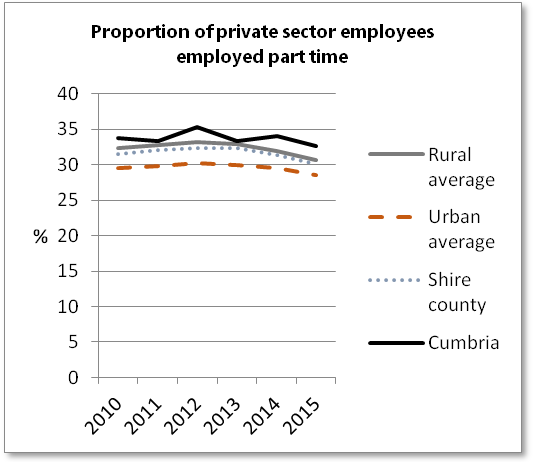 Proportion of private sector employees
employed part time
40
35
30
25
20
15
10
5
0
%
2010
2011
2012
2013
2014
2015
Rural
average
Urban
average
Shire
county
Cumbria